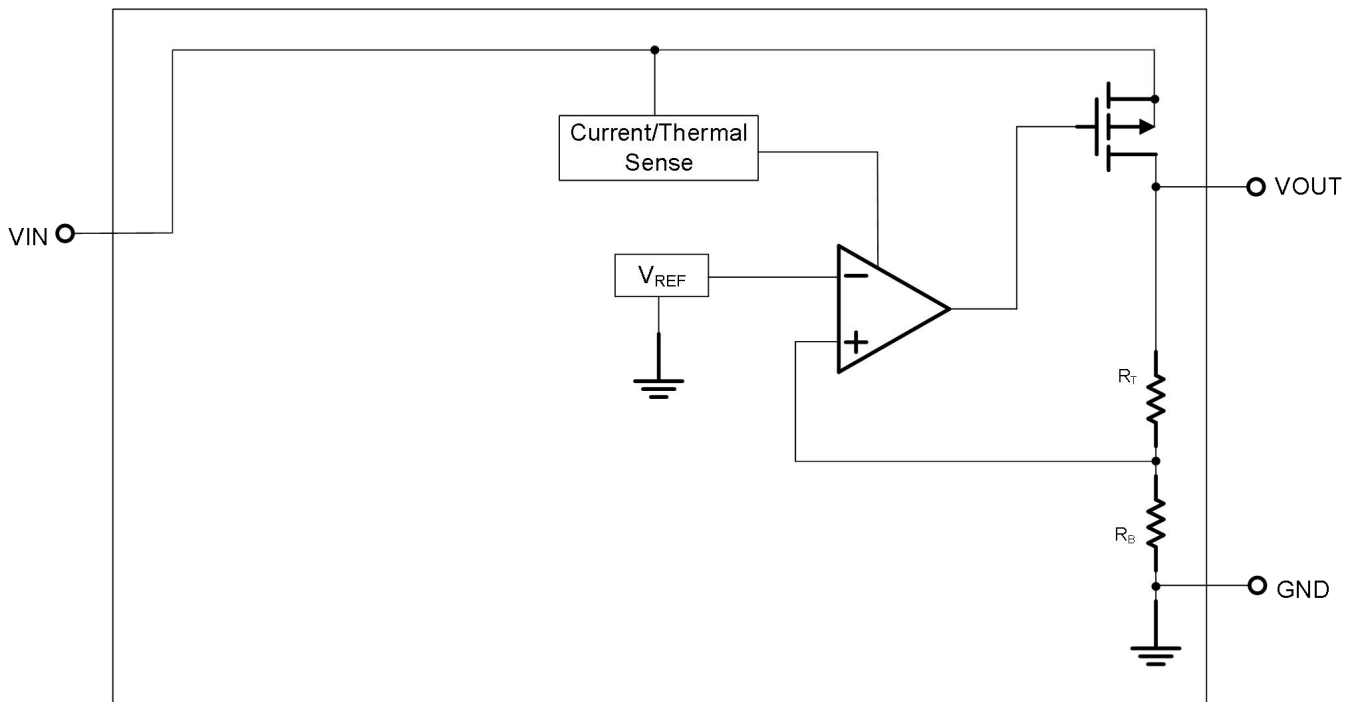 Current/Thermal
Sense
VOUT
VIN
VREF
−
+
RT
RB
GND